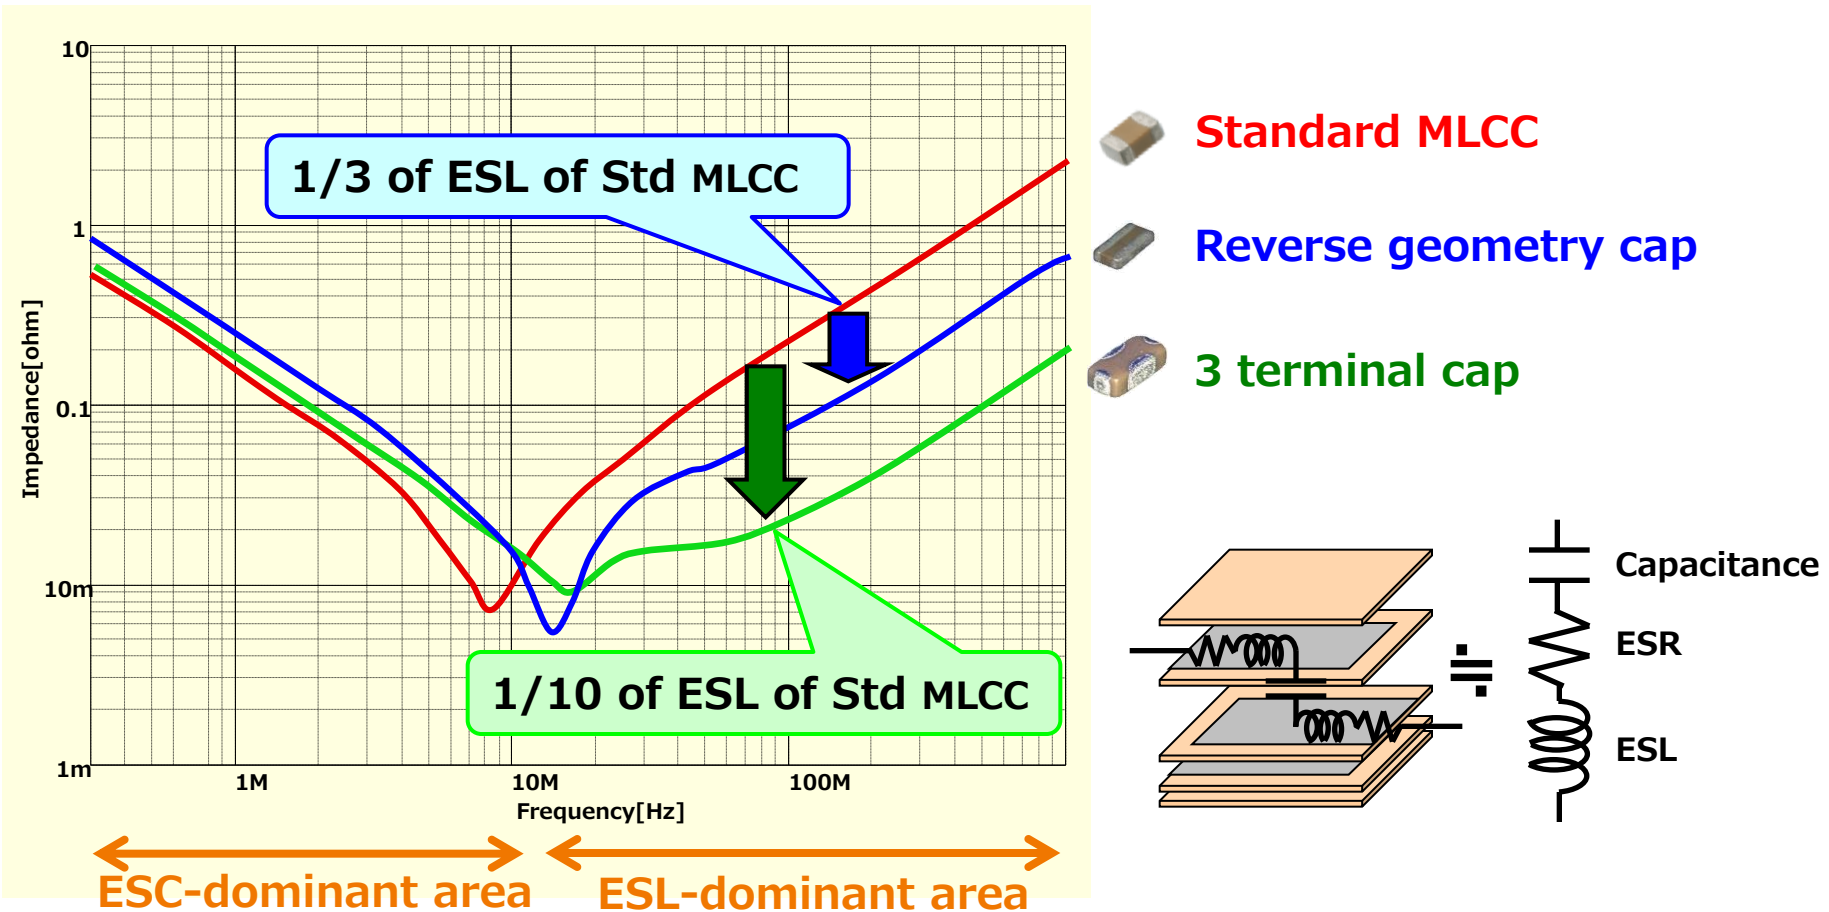 10
1
0.1
10m
1m
Impedance[ohm]
1M
10M
100M
Frequency[Hz]
1/3 of ESL of Std MLCC
1/10 of ESL of Std MLCC
ESC-dominant area
ESL-dominant area
Standard MLCC
Reverse geometry cap
3 terminal cap
≒
Capacitance
ESR
ESL